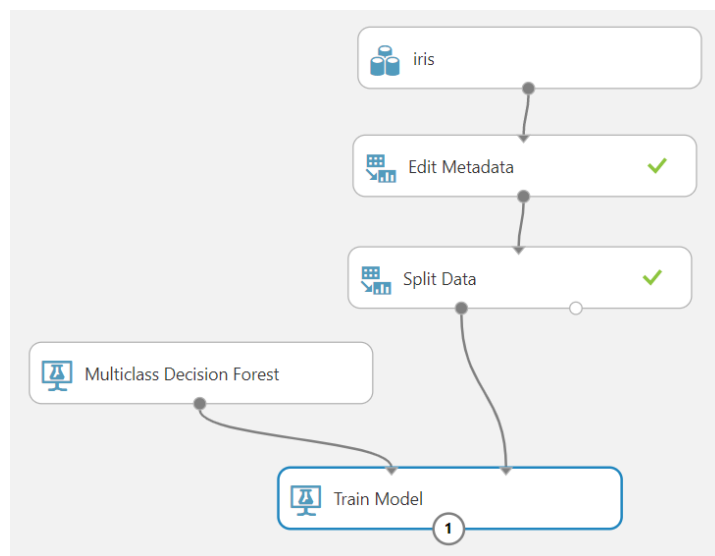 iris
Edit Metadata
Split Data
Multiclass Decision Forest
Train Model
1